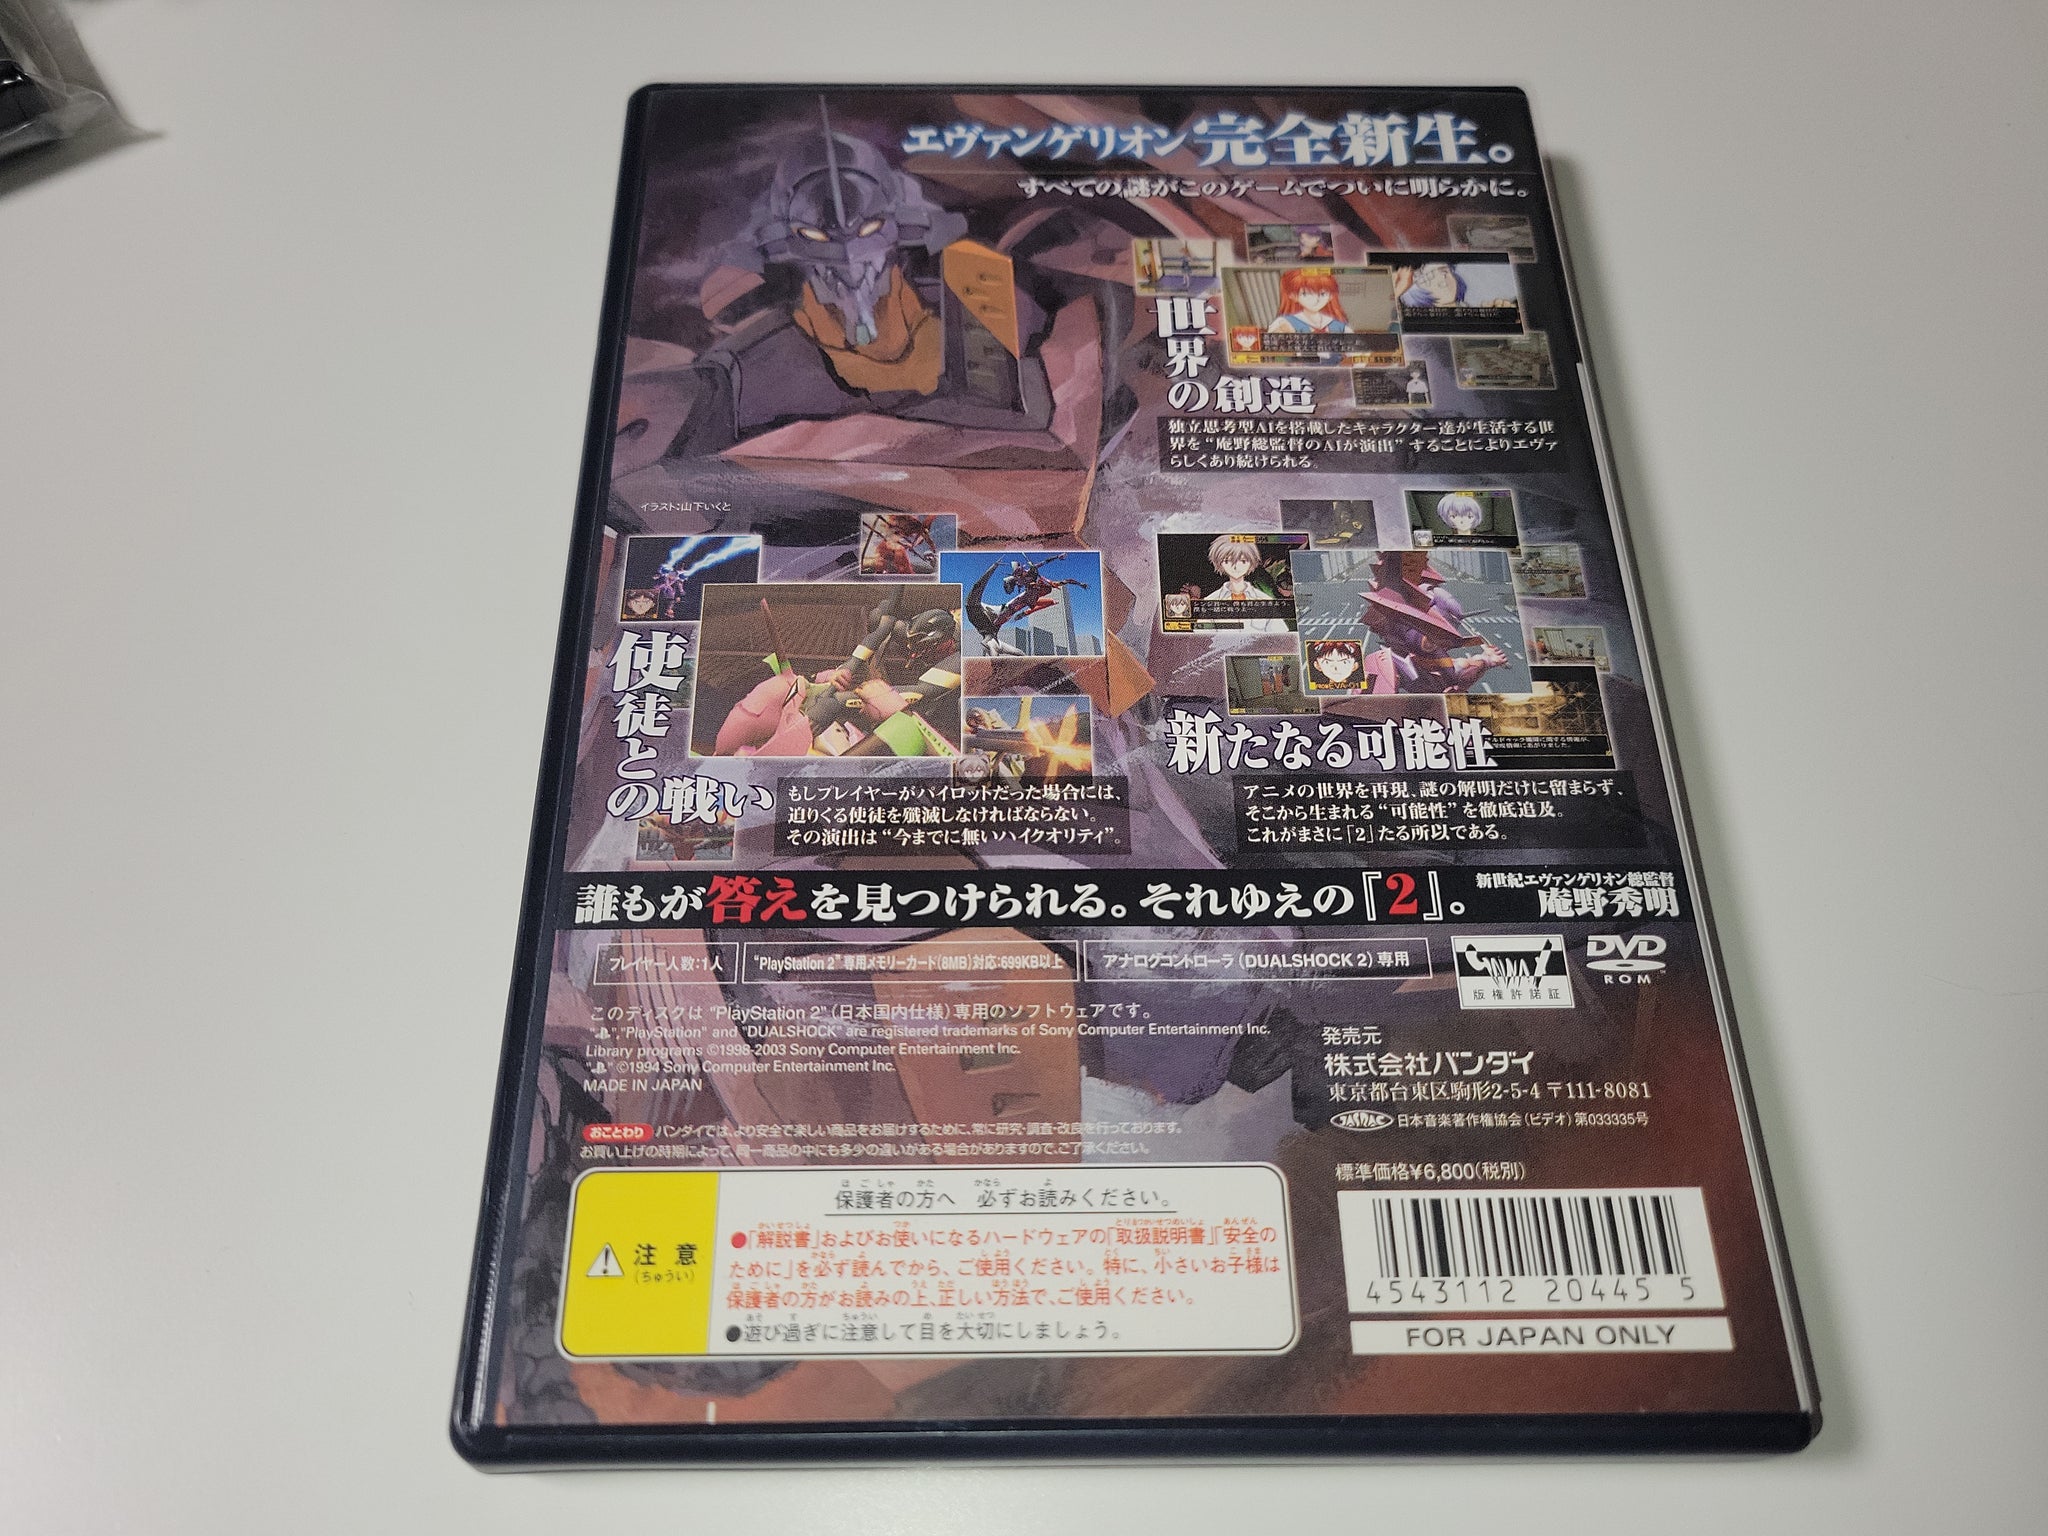 エヴァンゲリオン完全新生。
すべての謎がこのゲームでついに明らかに。
世界の創造
独立思考型AIを搭載したキャラクター達が生活する世
界を“庵野総監督のAIが演出”することによりエヴァ
らしくあり続けられる。
イラスト:山下いくと
使徒との戦い
もしプレイヤーがパイロットだった場合には、
迫りくる使徒を殲滅しなければならない。
その演出は“今までに無いハイクオリティ”。
新たなる可能性
アニメの世界を再現、謎の解明だけに留まらず、
そこから生まれる“可能性”を徹底追及。
これがまさに「2」たる所以である。
誰もが答えを見つけられる。それゆえの『2』。
新世紀エヴァンゲリオン総監督
庵野秀明
プレイヤー人数:1人
“PlayStation 2”専用メモリーカード(8MB)対応:699KB以上
アナログコントローラ(DUALSHOCK 2)専用
GAINAX
版権許諾証
DVD
ROM
このディスクは "PlayStation 2"(日本国内仕様)専用のソフトウェアです。
"PlayStation" and "DUALSHOCK" are registered trademarks of Sony Computer Entertainment Inc.
Library programs ©1998-2003 Sony Computer Entertainment Inc.
©1994 Sony Computer Entertainment Inc.
MADE IN JAPAN
発売元
株式会社バンダイ
東京都台東区駒形2-5-4 〒111-8081
JASRAC 日本音楽著作権協会(ビデオ)第033335号
おことわり バンダイでは、より安全で楽しい商品をお届けするために、常に研究・調査・改良を行っております。
お買い上げの時期によって、同一商品の中にも多少の違いがある場合がありますので、ご了承ください。
標準価格¥6,800(税別)
注意
(ちゅうい)
保護者の方へ 必ずお読みください。
●「解説書」およびお使いになるハードウェアの「取扱説明書」「安全の
ために」を必ず読んでから、ご使用ください。特に、小さいお子様は
保護者の方がお読みの上、正しい方法で、ご使用ください。
●遊び過ぎに注意して目を大切にしましょう。
4543112 20445 5
FOR JAPAN ONLY